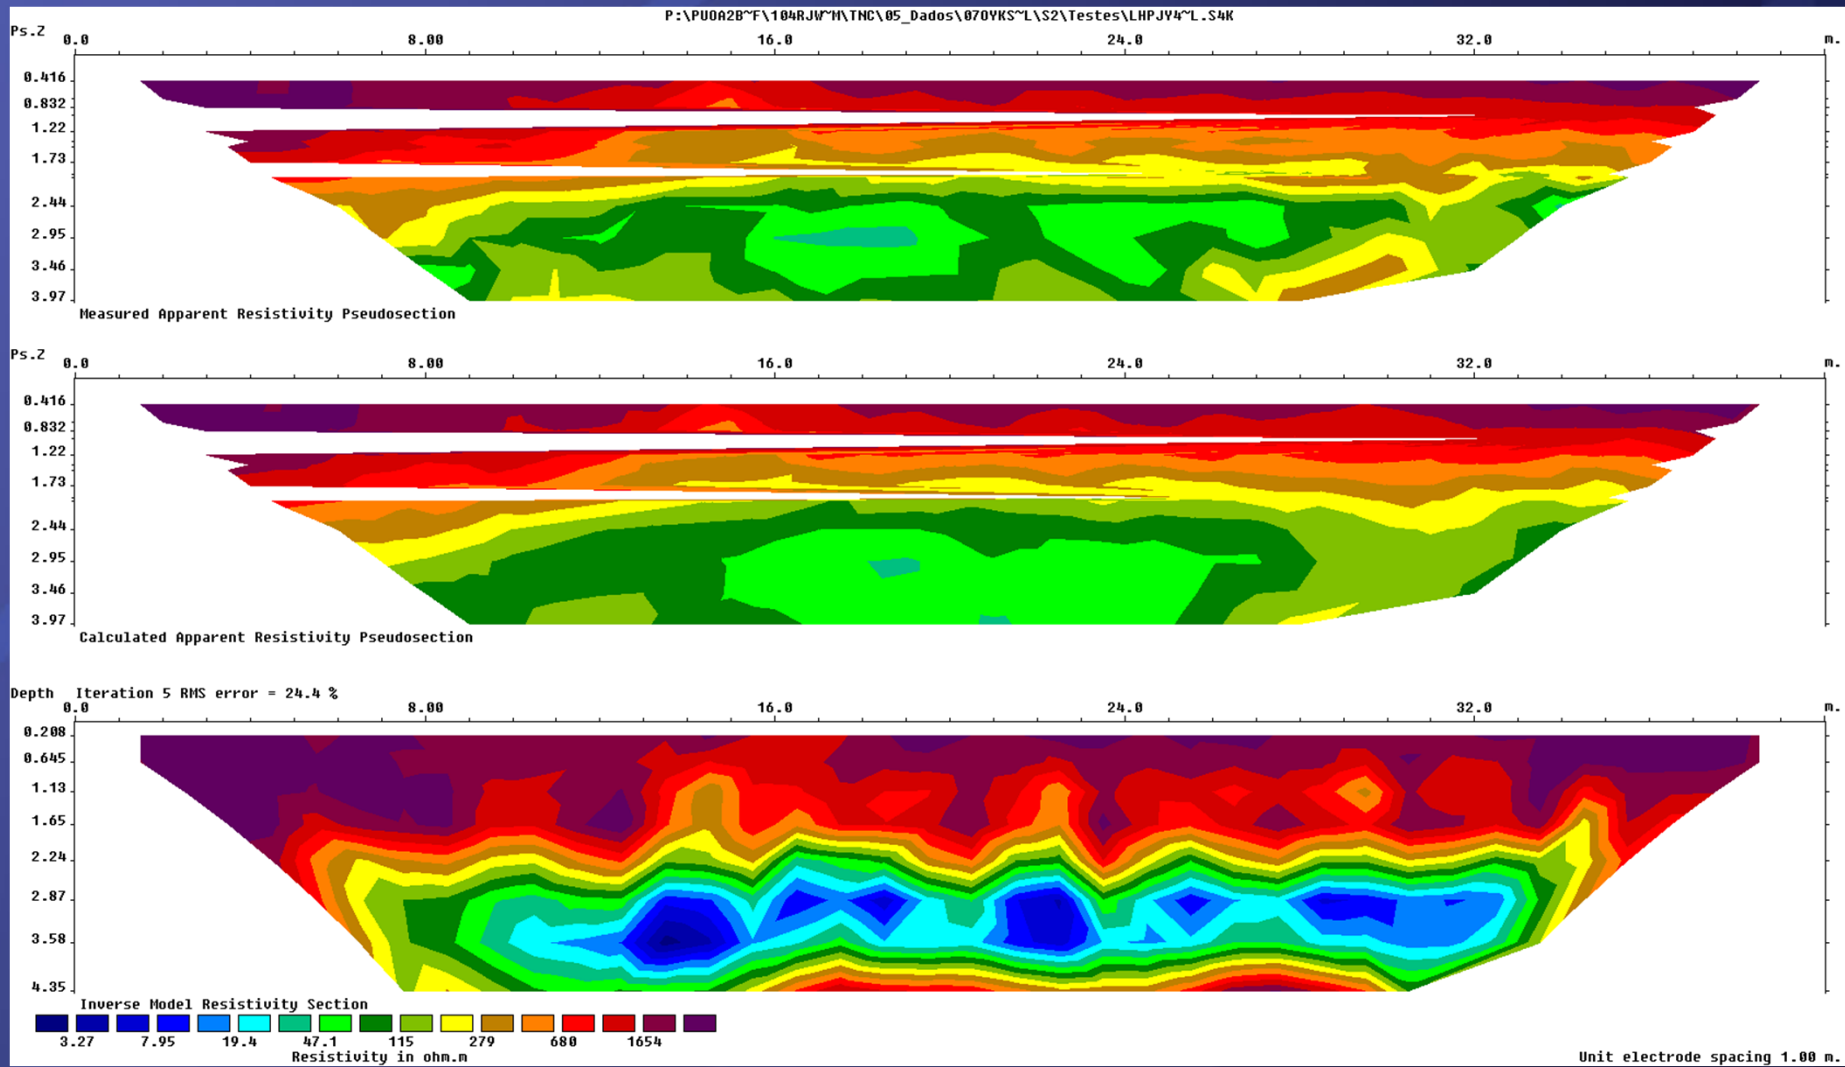 P:\PUOA2B~F\104RJW~M\TNC\05_Dados\07OYKS~L\S2\Testes\LHPJY4~L.S4K
Ps.Z 0.0 8.00 16.0 24.0 32.0 m.
0.416
0.832
1.22
1.73
2.44
2.95
3.46
3.97
Measured Apparent Resistivity Pseudosection
Ps.Z 0.0 8.00 16.0 24.0 32.0 m.
0.416
0.832
1.22
1.73
2.44
2.95
3.46
3.97
Calculated Apparent Resistivity Pseudosection
Depth Iteration 5 RMS error = 24.4 %
0.0 8.00 16.0 24.0 32.0 m.
0.208
0.645
1.13
1.65
2.24
2.87
3.58
4.35
Inverse Model Resistivity Section
3.27 7.95 19.4 47.1 115 279 680 1654
Resistivity in ohm.m
Unit electrode spacing 1.00 m.